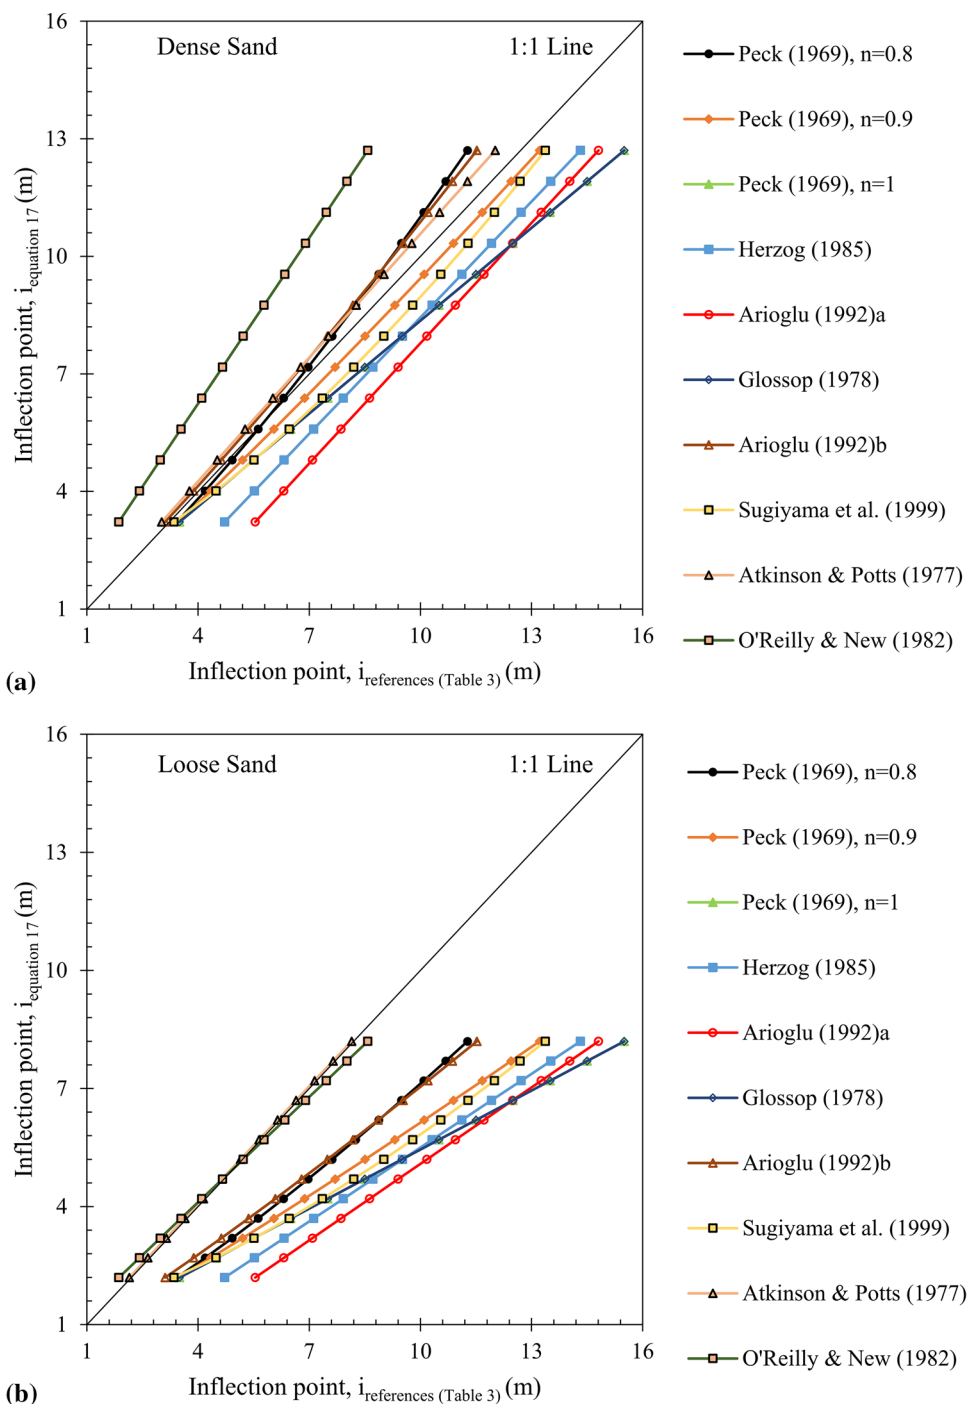 16
Dense Sand
1:1 Line
13
10
7
4
1
Inflection point, i equation 17 (m)
1 4 7 10 13 16
Inflection point, i references (Table 3) (m)
(a)
Peck (1969), n=0.8
Peck (1969), n=0.9
Peck (1969), n=1
Herzog (1985)
Arioglu (1992)a
Glossop (1978)
Arioglu (1992)b
Sugiyama et al. (1999)
Atkinson & Potts (1977)
O'Reilly & New (1982)
16
Loose Sand
1:1 Line
13
10
7
4
1
Inflection point, i equation 17 (m)
1 4 7 10 13 16
Inflection point, i references (Table 3) (m)
(b)
Peck (1969), n=0.8
Peck (1969), n=0.9
Peck (1969), n=1
Herzog (1985)
Arioglu (1992)a
Glossop (1978)
Arioglu (1992)b
Sugiyama et al. (1999)
Atkinson & Potts (1977)
O'Reilly & New (1982)